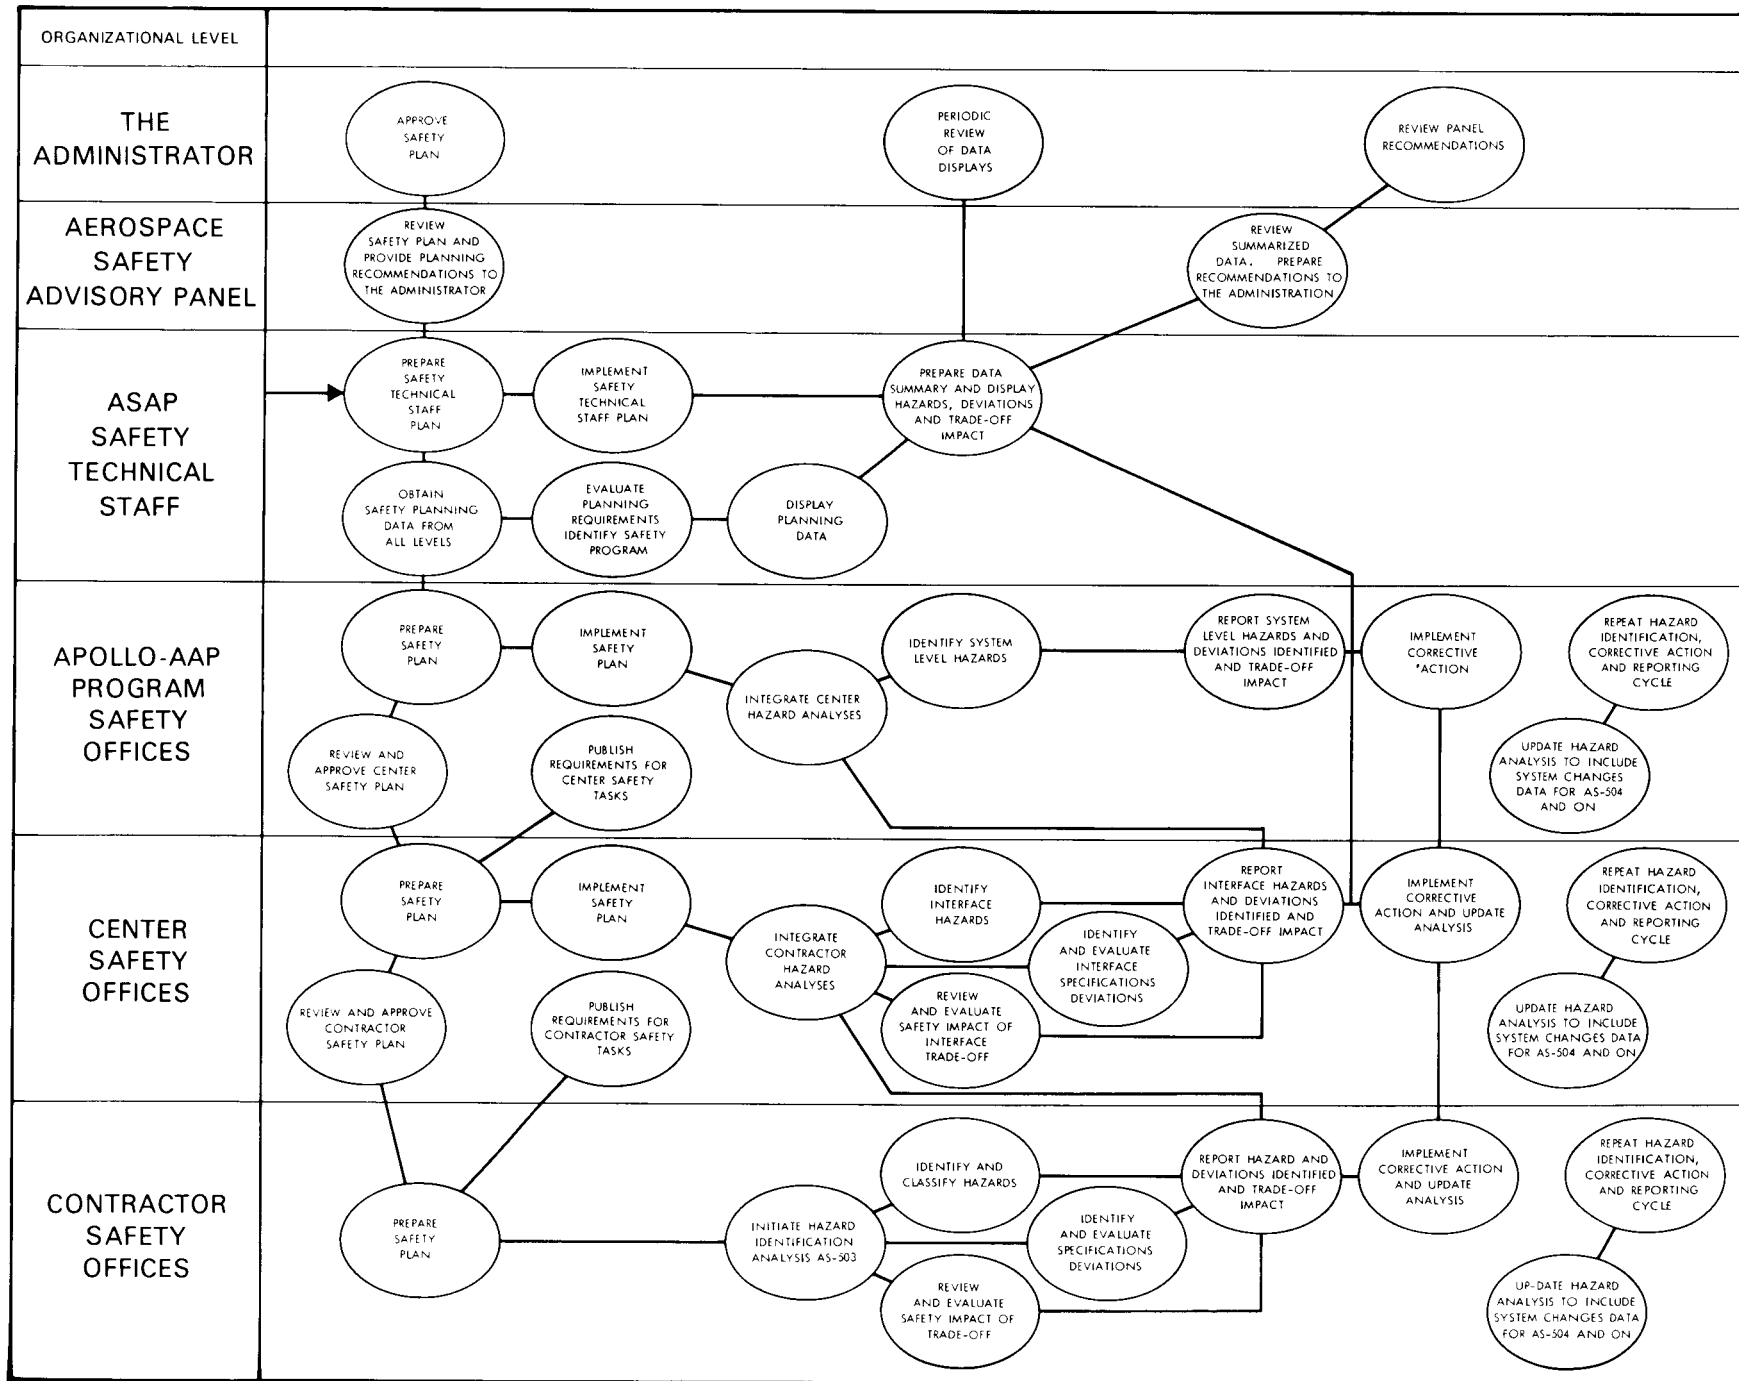 ORGANIZATIONAL LEVEL
THE
ADMINISTRATOR
APPROVE
SAFETY
PLAN
PERIODIC
REVIEW
OF DATA
DISPLAYS
REVIEW PANEL
RECOMMENDATIONS
AEROSPACE
SAFETY
ADVISORY PANEL
REVIEW
SAFETY PLAN AND
PROVIDE PLANNING
RECOMMENDATIONS TO
THE ADMINISTRATOR
REVIEW
SUMMARIZED
DATA. PREPARE
RECOMMENDATIONS TO
THE ADMINISTRATION
ASAP
SAFETY
TECHNICAL
STAFF
PREPARE
SAFETY
TECHNICAL
STAFF
PLAN
IMPLEMENT
SAFETY
TECHNICAL
STAFF PLAN
PREPARE DATA
SUMMARY AND DISPLAY
HAZARDS, DEVIATIONS
AND TRADE-OFF
IMPACT
OBTAIN
SAFETY PLANNING
DATA FROM
ALL LEVELS
EVALUATE
PLANNING
REQUIREMENTS
IDENTIFY SAFETY
PROGRAM
DISPLAY
PLANNING
DATA
APOLLO-AAP
PROGRAM
SAFETY
OFFICES
PREPARE
SAFETY
PLAN
IMPLEMENT
SAFETY
PLAN
INTEGRATE CENTER
HAZARD ANALYSES
IDENTIFY SYSTEM
LEVEL HAZARDS
REPORT SYSTEM
LEVEL HAZARDS AND
DEVIATIONS IDENTIFIED
AND TRADE-OFF
IMPACT
IMPLEMENT
CORRECTIVE
'ACTION
REPEAT HAZARD
IDENTIFICATION,
CORRECTIVE ACTION
AND REPORTING
CYCLE
REVIEW AND
APPROVE CENTER
SAFETY PLAN
PUBLISH
REQUIREMENTS FOR
CENTER SAFETY
TASKS
UPDATE HAZARD
ANALYSIS TO INCLUDE
SYSTEM CHANGES
DATA FOR AS-504
AND ON
CENTER
SAFETY
OFFICES
PREPARE
SAFETY
PLAN
IMPLEMENT
SAFETY
PLAN
INTEGRATE
CONTRACTOR
HAZARD
ANALYSES
IDENTIFY
INTERFACE
HAZARDS
IDENTIFY
AND EVALUATE
INTERFACE
SPECIFICATIONS
DEVIATIONS
REVIEW
AND EVALUATE
SAFETY IMPACT OF
INTERFACE
TRADE-OFF
REPORT
INTERFACE HAZARDS
AND DEVIATIONS
IDENTIFIED AND
TRADE-OFF IMPACT
IMPLEMENT
CORRECTIVE
ACTION AND UPDATE
ANALYSIS
REPEAT HAZARD
IDENTIFICATION,
CORRECTIVE ACTION
AND REPORTING
CYCLE
REVIEW AND APPROVE
CONTRACTOR
SAFETY PLAN
PUBLISH
REQUIREMENTS FOR
CONTRACTOR SAFETY
TASKS
UPDATE HAZARD
ANALYSIS TO INCLUDE
SYSTEM CHANGES DATA
FOR AS-504 AND ON
CONTRACTOR
SAFETY
OFFICES
PREPARE
SAFETY
PLAN
INITIATE HAZARD
IDENTIFICATION
ANALYSIS AS-503
IDENTIFY AND
CLASSIFY HAZARDS
IDENTIFY
AND EVALUATE
SPECIFICATIONS
DEVIATIONS
REVIEW
AND EVALUATE
SAFETY IMPACT OF
TRADE-OFF
REPORT HAZARD AND
DEVIATIONS IDENTIFIED
AND TRADE-OFF
IMPACT
IMPLEMENT
CORRECTIVE ACTION
AND UPDATE
ANALYSIS
REPEAT HAZARD
IDENTIFICATION,
CORRECTIVE ACTION
AND REPORTING
CYCLE
UP-DATE HAZARD
ANALYSIS TO INCLUDE
SYSTEM CHANGES DATA
FOR AS-504 AND ON